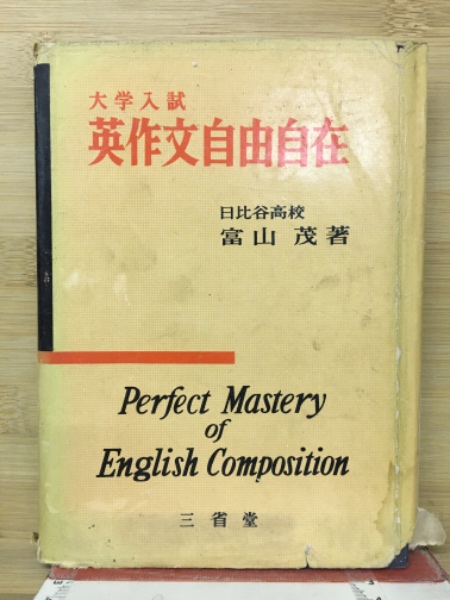 大学入試
英作文自由自在
日比谷高校
富山 茂著
Perfect Mastery
of
English Composition
三省堂